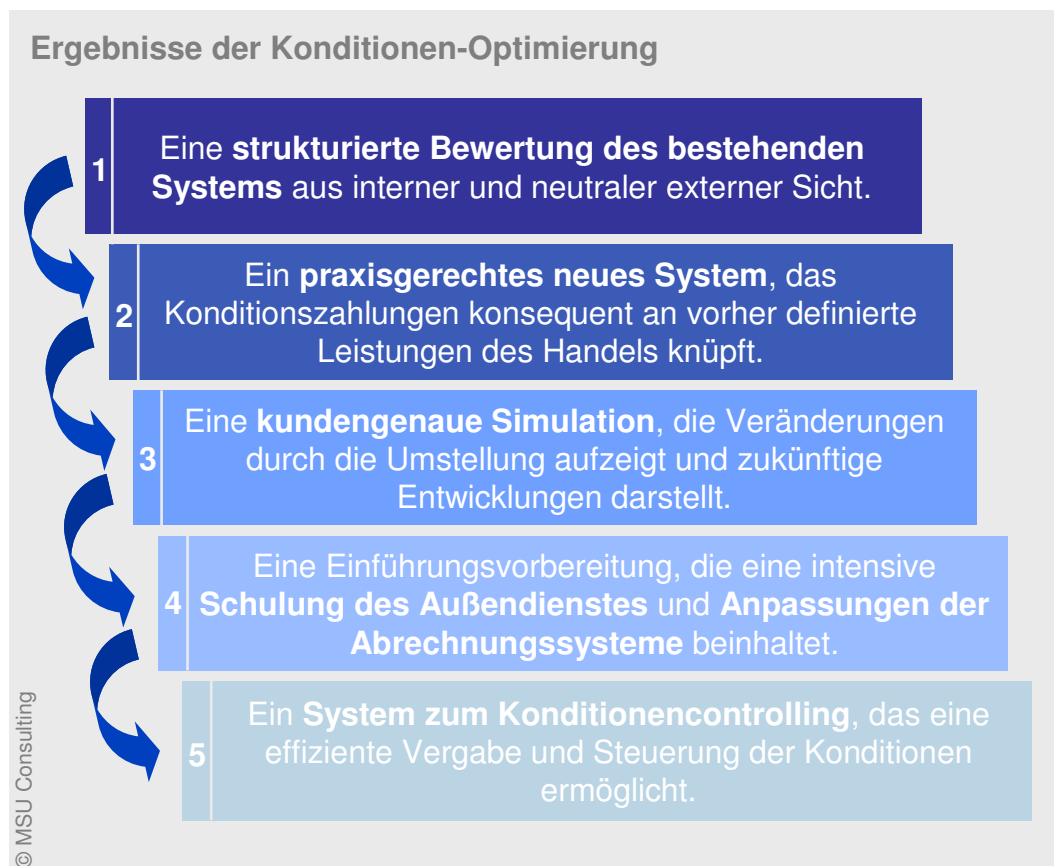 Ergebnisse der Konditionen-Optimierung
1
Eine strukturierte Bewertung des bestehenden
Systems aus interner und neutraler externer Sicht.
2
Ein praxisgerechtes neues System, das
Konditionszahlungen konsequent an vorher definierte
Leistungen des Handels knüpft.
3
Eine kundengenaue Simulation, die Veränderungen
durch die Umstellung aufzeigt und zukünftige
Entwicklungen darstellt.
4
Eine Einführungsvorbereitung, die eine intensive
Schulung des Außendienstes und Anpassungen der
Abrechnungssysteme beinhaltet.
5
Ein System zum Konditionencontrolling, das eine
effiziente Vergabe und Steuerung der Konditionen
ermöglicht.
© MSU Consulting